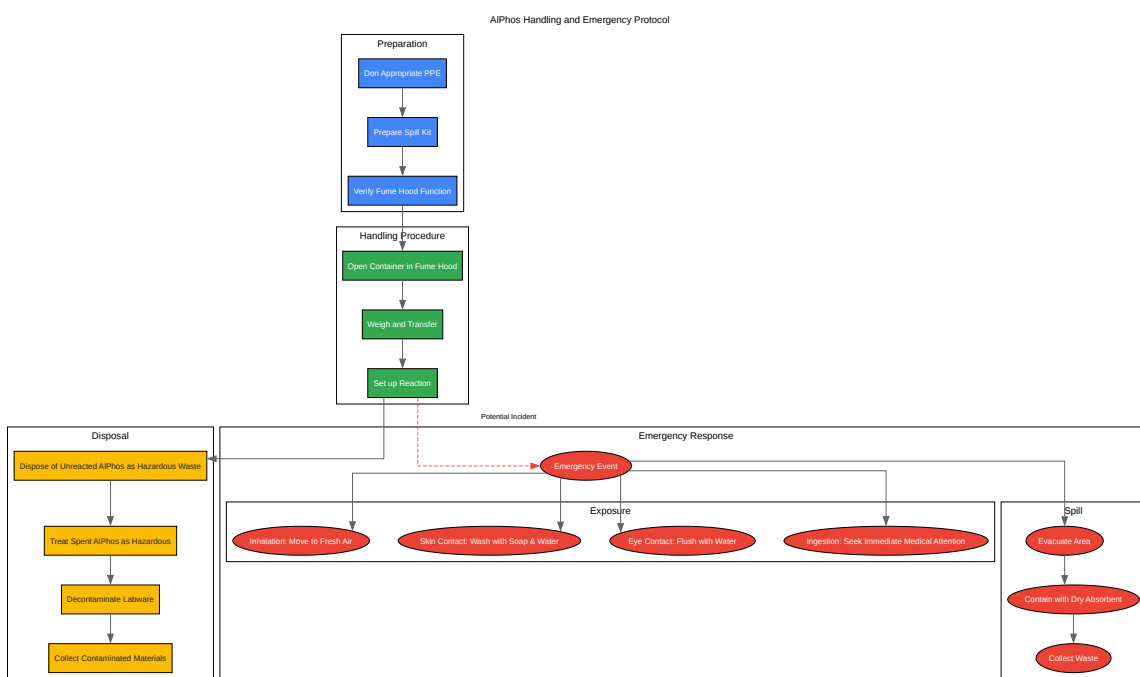 AlPhos Handling and Emergency Protocol
Preparation
Don Appropriate PPE
Prepare Spill Kit
Verify Fume Hood Function
Handling Procedure
Open Container in Fume Hood
Weigh and Transfer
Set up Reaction
Potential Incident
Disposal
Dispose of Unreacted AlPhos as Hazardous Waste
Treat Spent AlPhos as Hazardous
Decontaminate Labware
Collect Contaminated Materials
Emergency Response
Emergency Event
Exposure
Inhalation: Move to Fresh Air
Skin Contact: Wash with Soap & Water
Eye Contact: Flush with Water
Ingestion: Seek Immediate Medical Attention
Spill
Evacuate Area
Contain with Dry Absorbent
Collect Waste